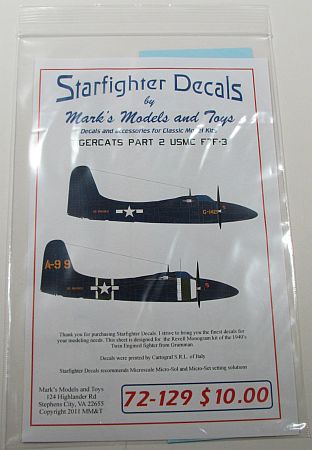 Starfighter Decals
by
Mark's Models and Toys
Decals and accessories for Classic Model Kits
TIGERCATS PART 2 USMC F7F-3
A-99
Thank you for purchasing Starfighter Decals. I strive to bring you the finest decals for
your modeling needs. This sheet is designed for the Revell Monogram kit of the 1940's
Twin Engined fighter from Grumman.
Decals were printed by Cartograf S.R.L. of Italy
Starfighter Decals recommends Microscale Micro-Sol and Micro-Set setting solutions
Mark's Models and Toys
124 Highlander Rd
Stephens City, VA 22655
Copyright 2011 MM&T
72-129 $10.00